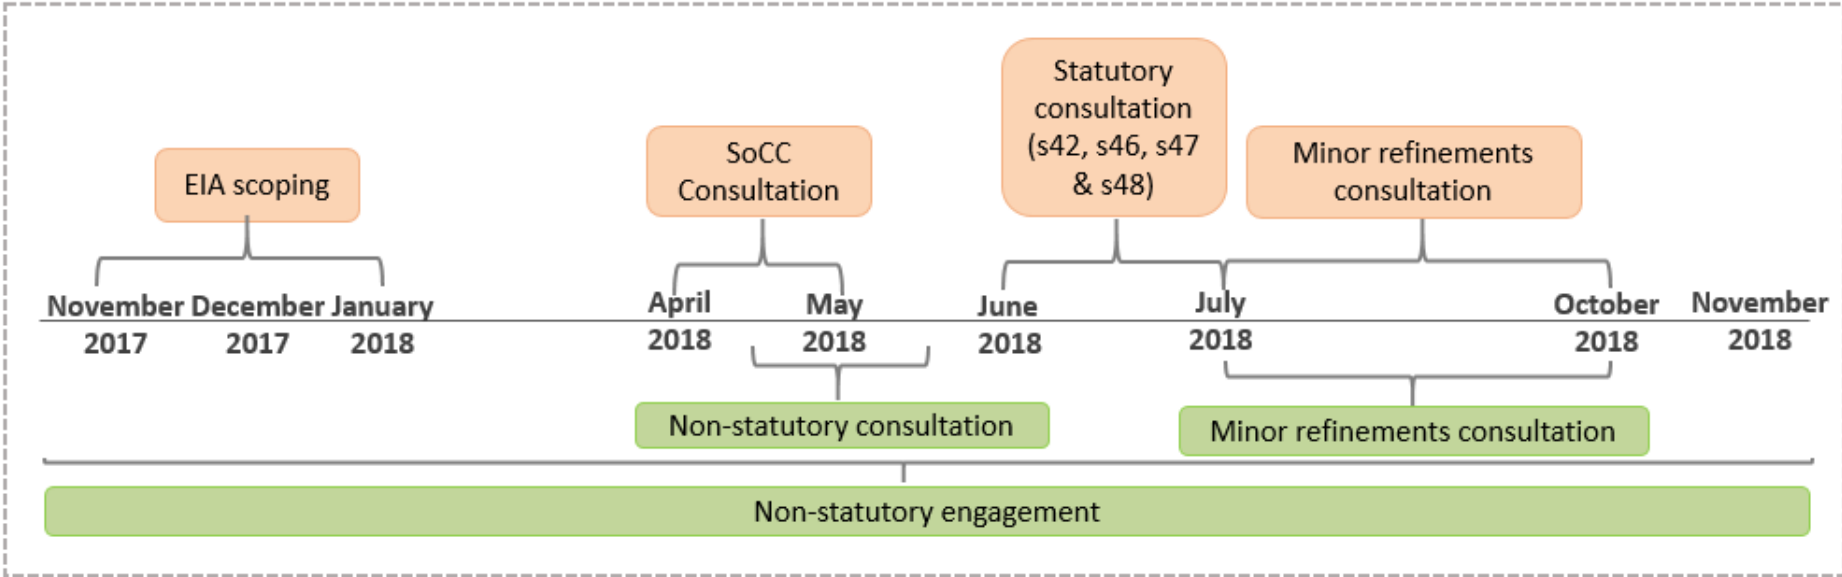 Statutory
consultation
(s42, s46, s47
& s48)
SoCC
Consultation
Minor refinements
consultation
EIA scoping
November December January April May June July October November
2017 2017 2018 2018 2018 2018 2018 2018 2018
Non-statutory consultation
Minor refinements consultation
Non-statutory engagement